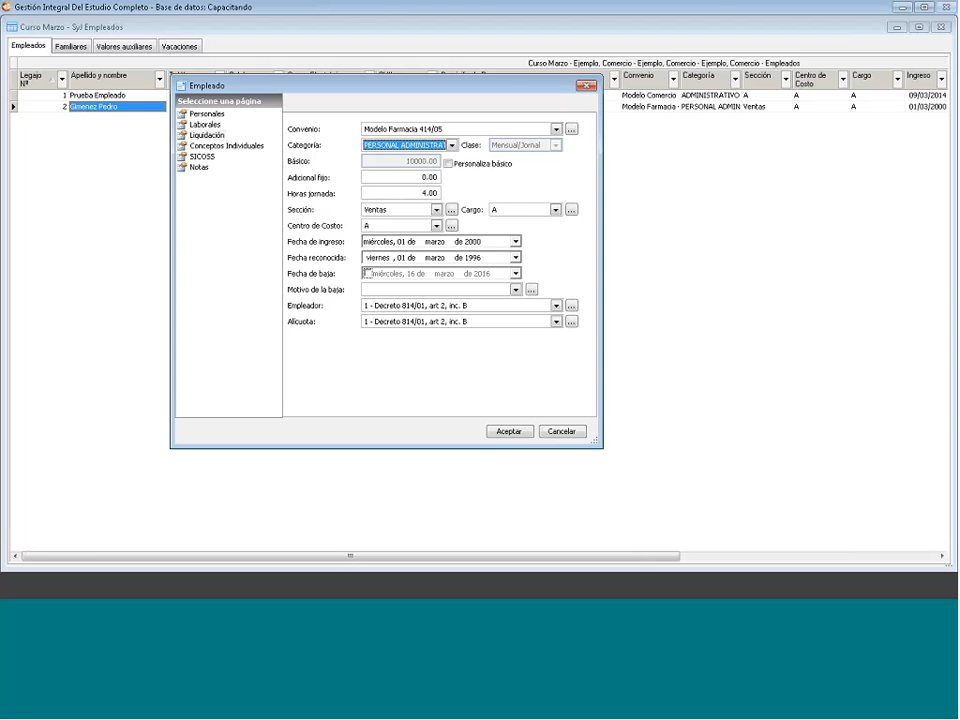 Gestión Integral Del Estudio Completo - Base de datos: Capacitando
Curso Marzo - SyJ Empleados
Empleados Familiares Valores auxiliares Vacaciones
Curso Marzo - Ejemplo, Comercio - Ejemplo, Comercio - Ejemplo, Comercio - Empleados
Legajo Nº Apellido y nombre Convenio Categoría Sección Centro de Costo Cargo Ingreso
1 Prueba Empleado Modelo Comercio ADMINISTRATIVO A A A 09/03/2014
2 Gimenez Pedro Modelo Farmacia - PERSONAL ADMIN Ventas A A 01/03/2000
Empleado
Seleccione una página
Personales
Laborales
Liquidación
Conceptos Individuales
SICOSS
Notas
Convenio: Modelo Farmacia 414/05 ...
Categoría: PERSONAL ADMINISTRAT Clase: Mensual/Jornal
Básico: 10000.00 Personaliza básico
Adicional fijo: 0.00
Horas jornada: 4.00
Sección: Ventas ... Cargo: A ...
Centro de Costo: A ...
Fecha de ingreso: miércoles, 01 de marzo de 2000
Fecha reconocida: viernes , 01 de marzo de 1996
Fecha de baja: miércoles, 16 de marzo de 2016
Motivo de la baja: ...
Empleador: 1 - Decreto 814/01, art 2, inc. B ...
Alícuota: 1 - Decreto 814/01, art 2, inc. B ...
Aceptar Cancelar